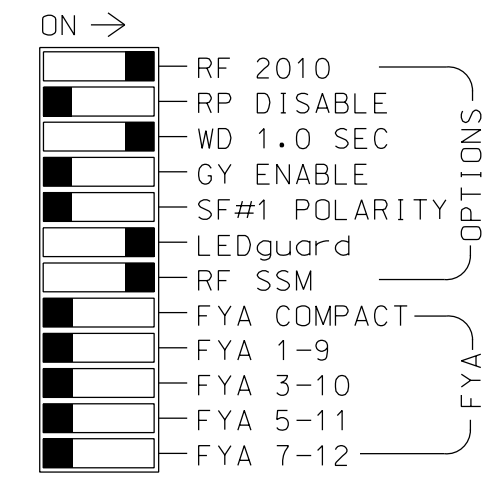 ON →
RF 2010
RP DISABLE
WD 1.0 SEC
GY ENABLE
SF#1 POLARITY
LEDguard
RF SSM
OPTIONS
FYA COMPACT
FYA 1-9
FYA 3-10
FYA 5-11
FYA 7-12
FYA